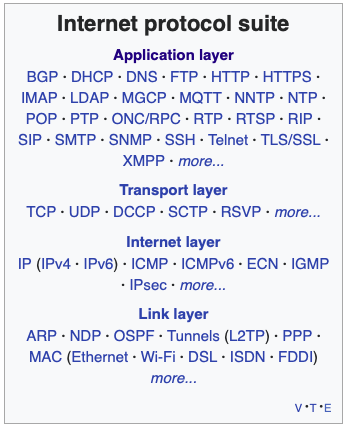 Internet protocol suite
Application layer
BGP · DHCP · DNS · FTP · HTTP · HTTPS ·
IMAP · LDAP · MGCP · MQTT · NNTP · NTP ·
POP · PTP · ONC/RPC · RTP · RTSP · RIP ·
SIP · SMTP · SNMP · SSH · Telnet · TLS/SSL ·
XMPP · more...
Transport layer
TCP · UDP · DCCP · SCTP · RSVP · more...
Internet layer
IP (IPv4 · IPv6) · ICMP · ICMPv6 · ECN · IGMP
· IPsec · more...
Link layer
ARP · NDP · OSPF · Tunnels (L2TP) · PPP ·
MAC (Ethernet · Wi-Fi · DSL · ISDN · FDDI)
more...
V · T · E